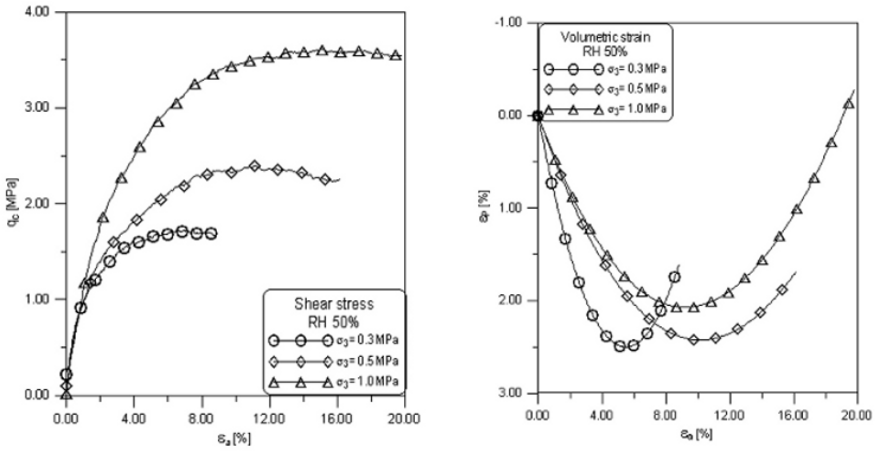 4.00
3.00
2.00
1.00
0.00
qc [MPa]
0.00 4.00 8.00 12.00 16.00 20.00
εa [%]
Shear stress
RH 50%
σ3= 0.3 MPa
σ3= 0.5 MPa
σ3= 1.0 MPa
-1.00
0.00
1.00
2.00
3.00
εP [%]
0.00 4.00 8.00 12.00 16.00 20.00
εa [%]
Volumetric strain
RH 50%
σ3= 0.3 MPa
σ3= 0.5 MPa
σ3= 1.0 MPa